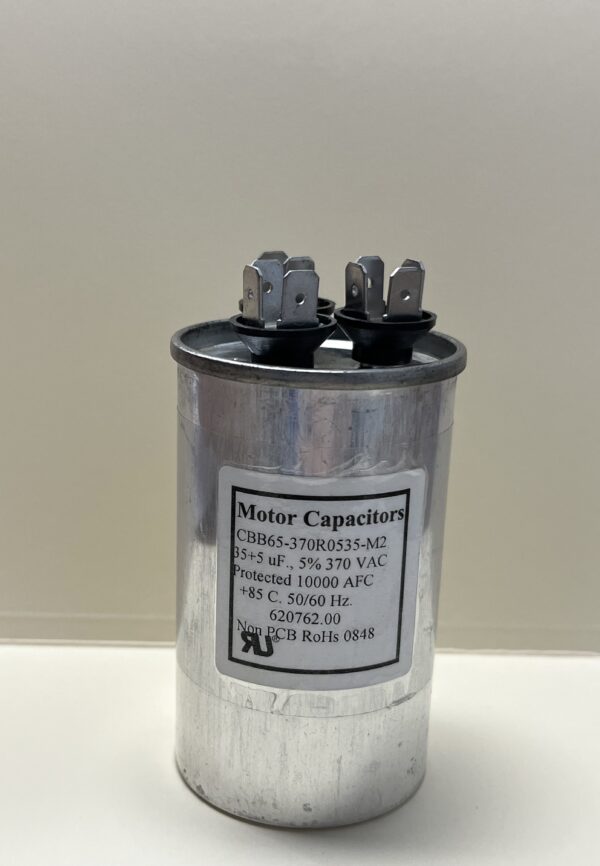 Motor Capacitors
CBB65-370R0535-M2
35+5 uF., 5% 370 VAC
Protected 10000 AFC
+85 C. 50/60 Hz.
620762.00
Non PCB RoHs 0848
RU®